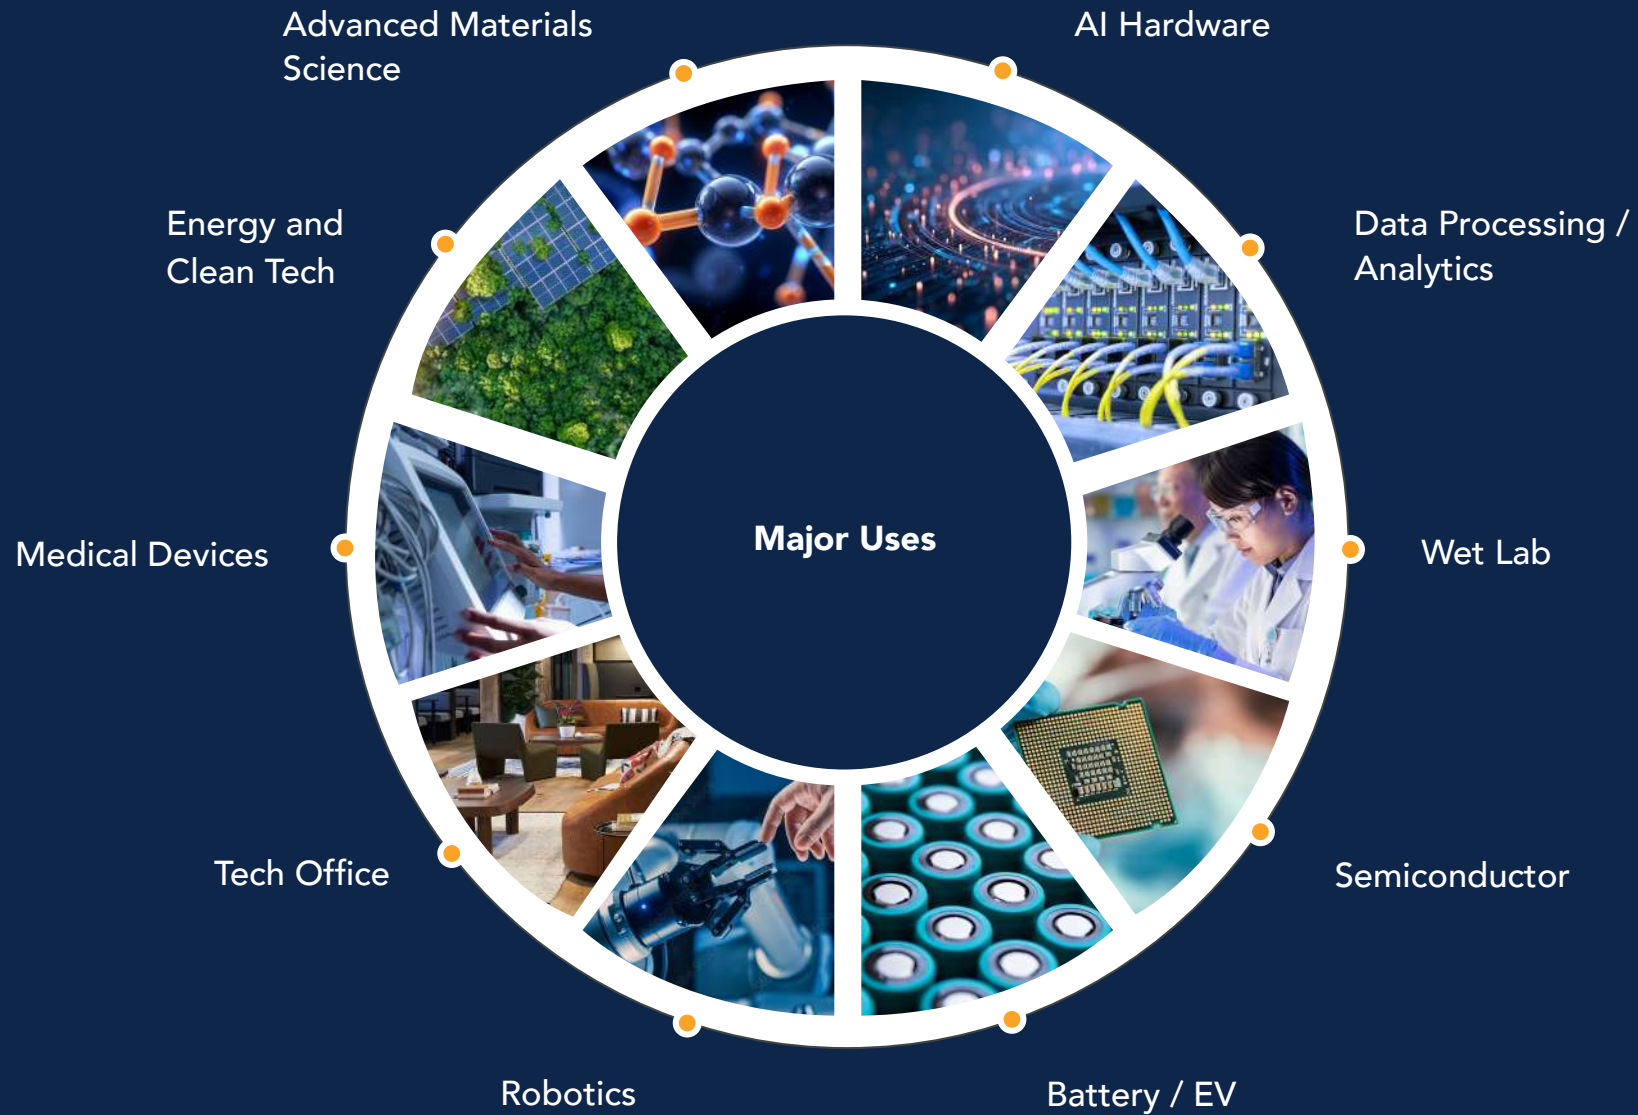 Advanced Materials
Science
AI Hardware
Energy and
Clean Tech
Data Processing /
Analytics
Medical Devices
Major Uses
Wet Lab
Tech Office
Semiconductor
Robotics
Battery / EV